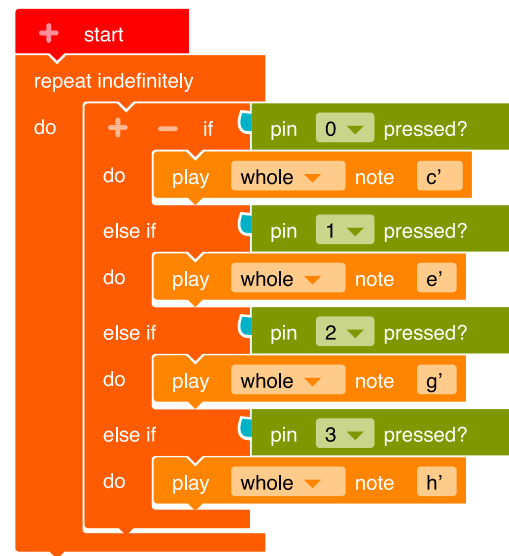 + start
repeat indefinitely
do + − if pin 0 pressed?
do play whole note c’
else if pin 1 pressed?
do play whole note e’
else if pin 2 pressed?
do play whole note g’
else if pin 3 pressed?
do play whole note h’